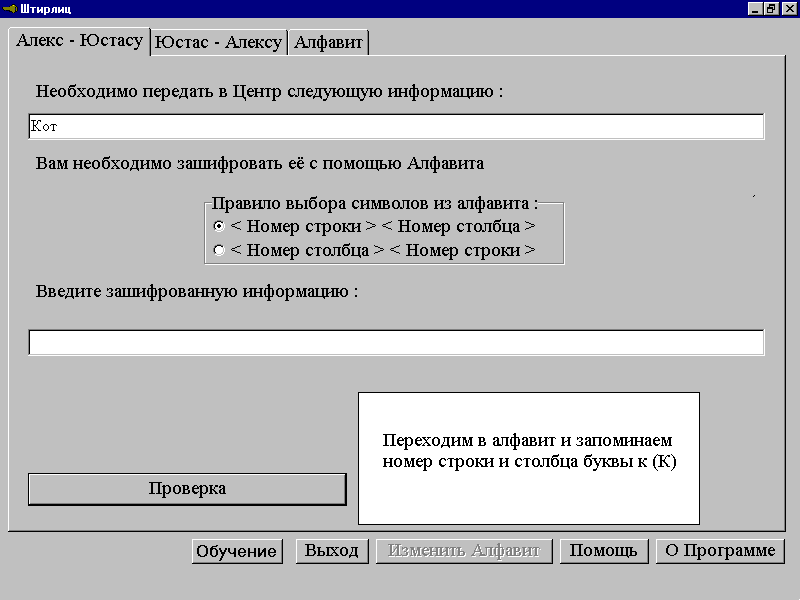 Штирлиц
Алекс - Юстасу
Юстас - Алексу
Алфавит
Необходимо передать в Центр следующую информацию :
Кот
Вам необходимо зашифровать её с помощью Алфавита
Правило выбора символов из алфавита :
< Номер строки > < Номер столбца >
< Номер столбца > < Номер строки >
Введите зашифрованную информацию :
Переходим в алфавит и запоминаем
номер строки и столбца буквы к (К)
Проверка
Обучение
Выход
Изменить Алфавит
Помощь
О Программе